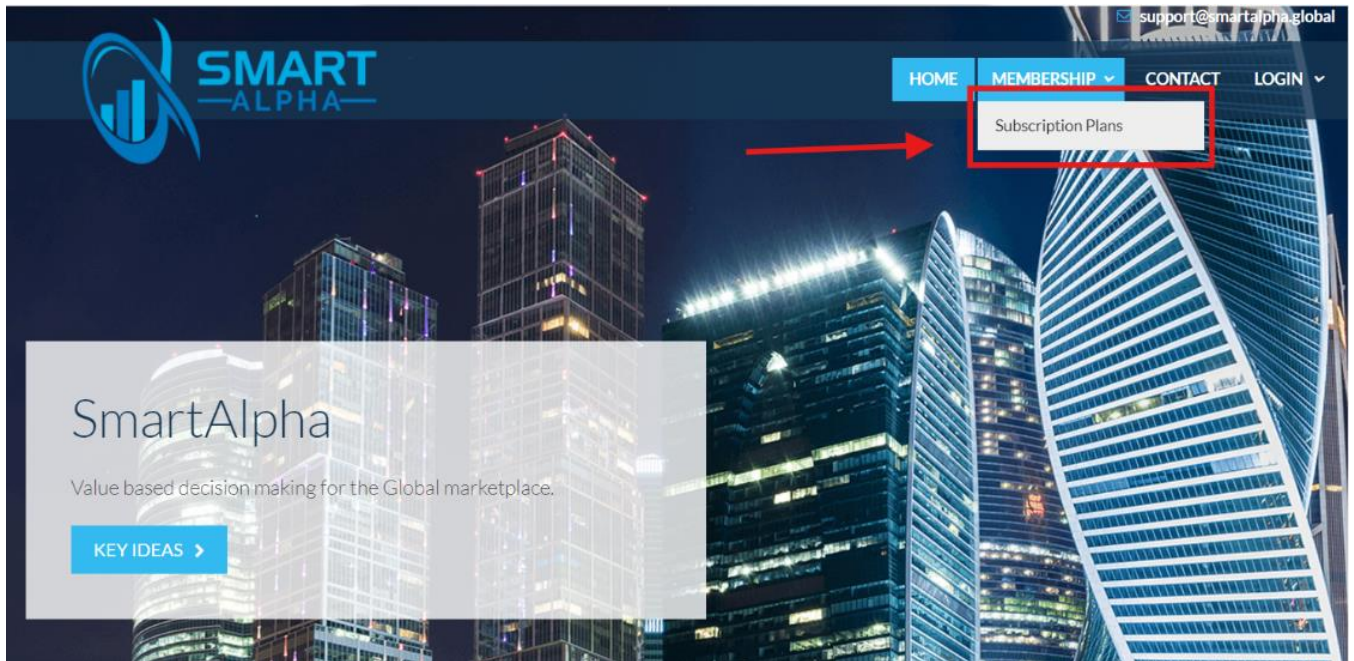 support@smartalpha.global
SMART
ALPHA
HOME MEMBERSHIP CONTACT LOGIN
Subscription Plans
SmartAlpha
Value based decision making for the Global marketplace.
KEY IDEAS